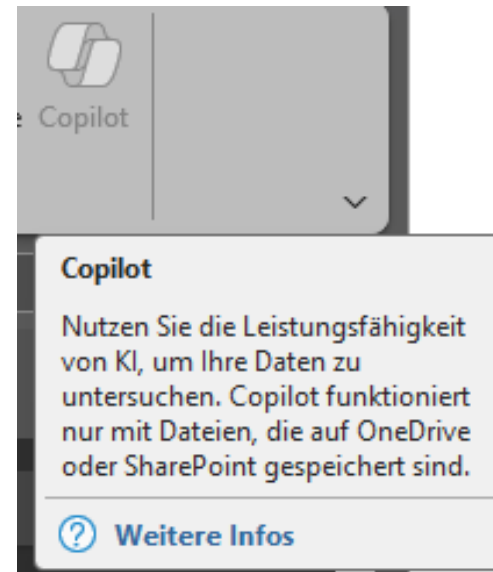 e Copilot
Copilot
Nutzen Sie die Leistungsfähigkeit
von KI, um Ihre Daten zu
untersuchen. Copilot funktioniert
nur mit Dateien, die auf OneDrive
oder SharePoint gespeichert sind.
Weitere Infos